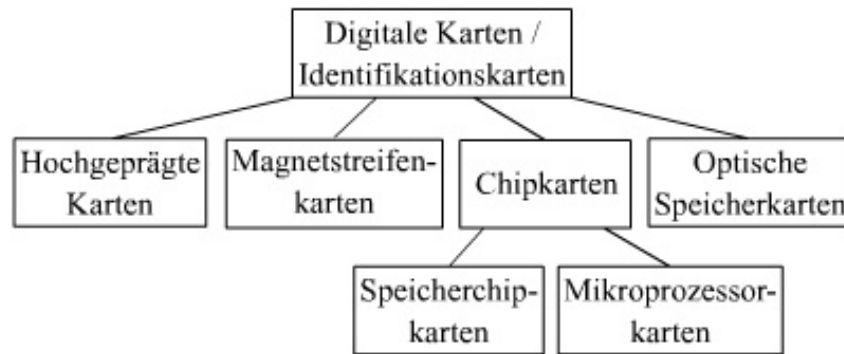 Digitale Karten /
Identifikationskarten
Hochgeprägte
Karten
Magnetstreifen-
karten
Chipkarten
Optische
Speicherkarten
Speicherchip-
karten
Mikroprozessor-
karten